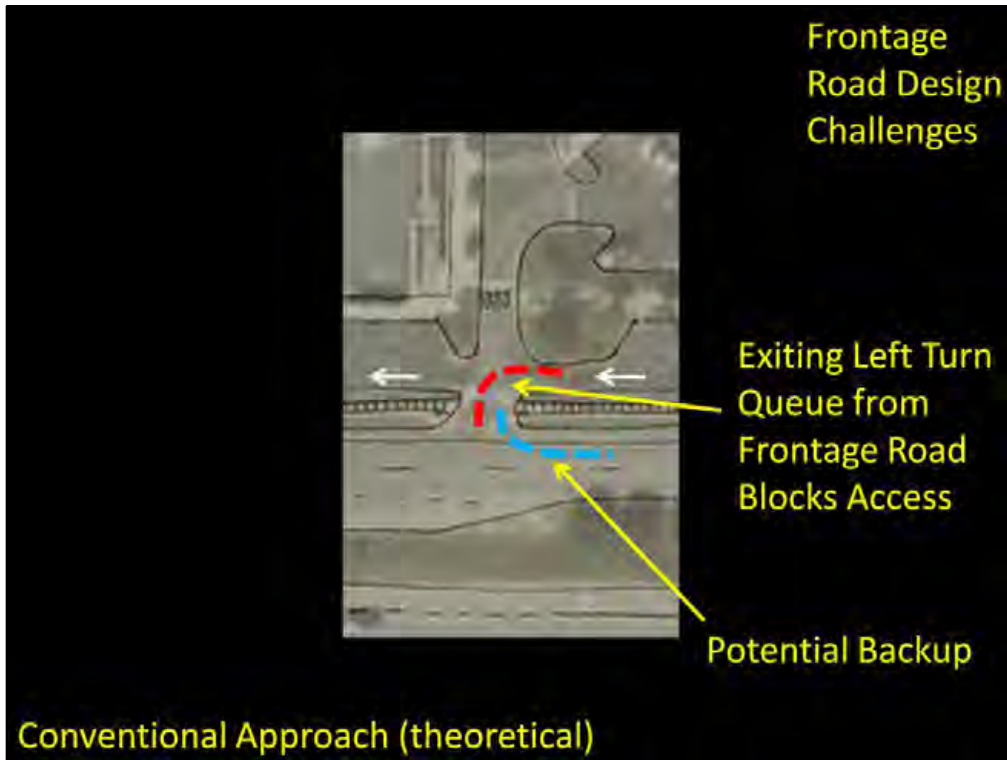 Frontage
Road Design
Challenges
Exiting Left Turn
Queue from
Frontage Road
Blocks Access
Potential Backup
Conventional Approach (theoretical)